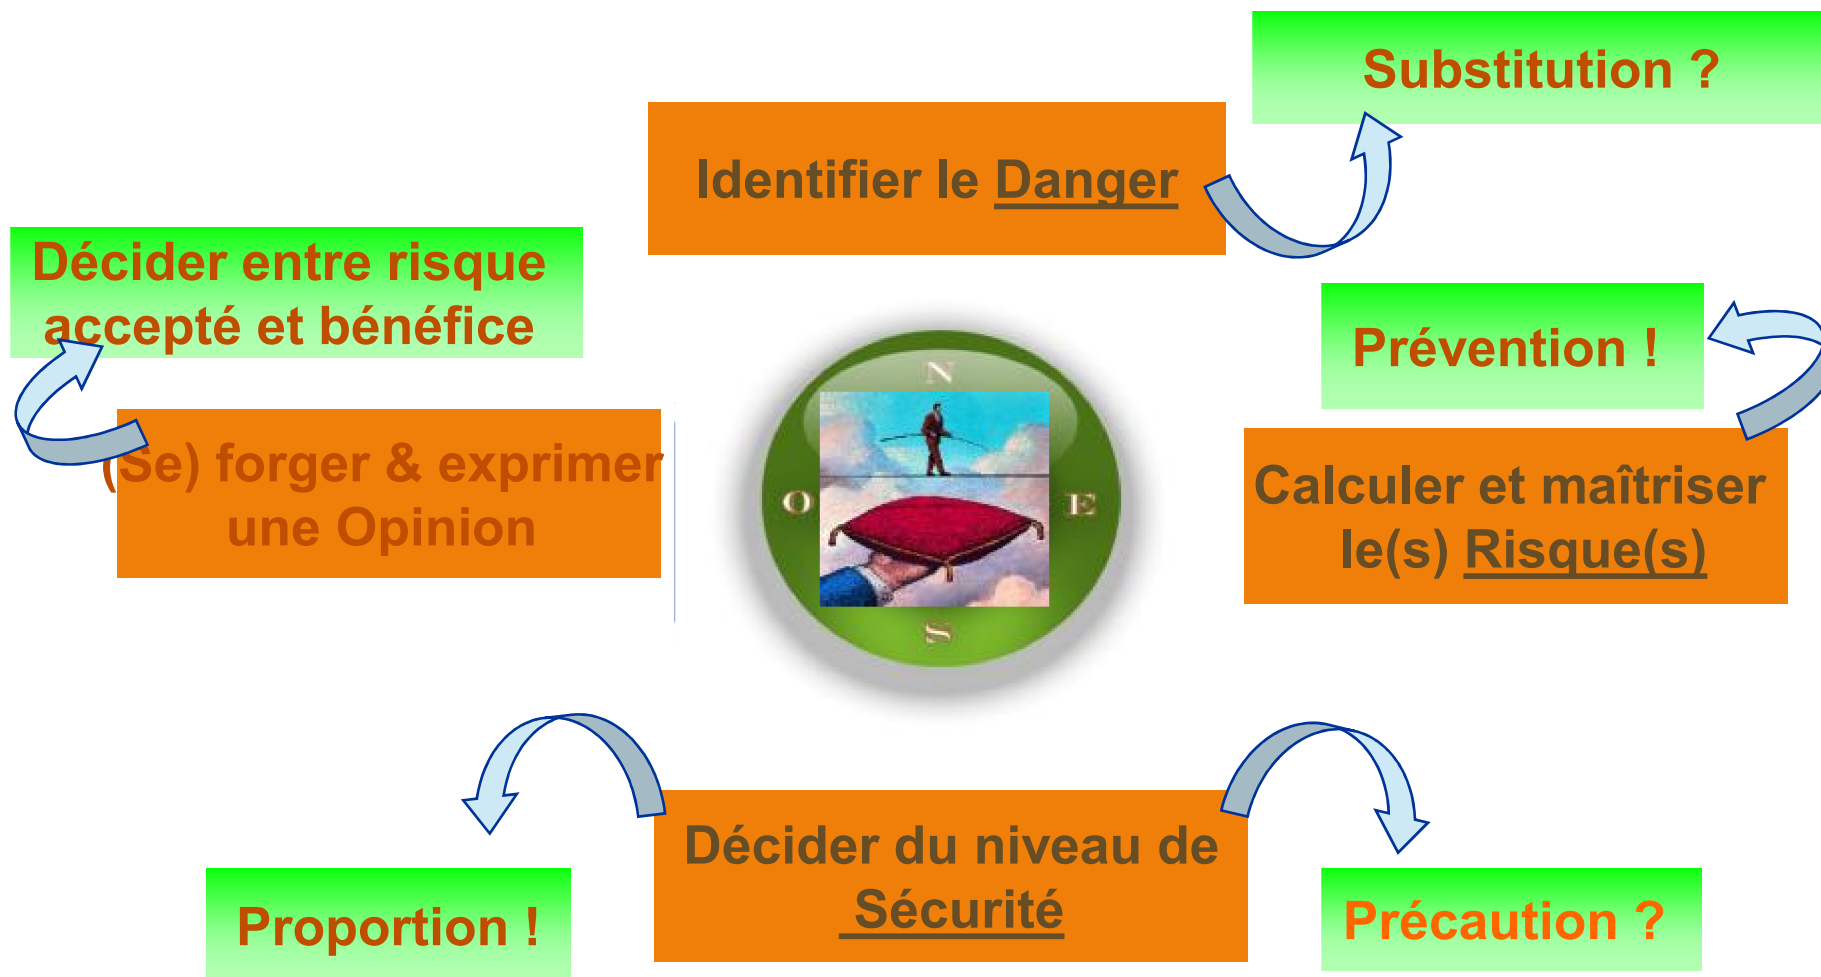 Substitution ?
Identifier le Danger
Décider entre risque
accepté et bénéfice
Prévention !
(Se) forger & exprimer
une Opinion
N
O
E
S
Calculer et maîtriser
le(s) Risque(s)
Décider du niveau de
Sécurité
Proportion !
Précaution ?